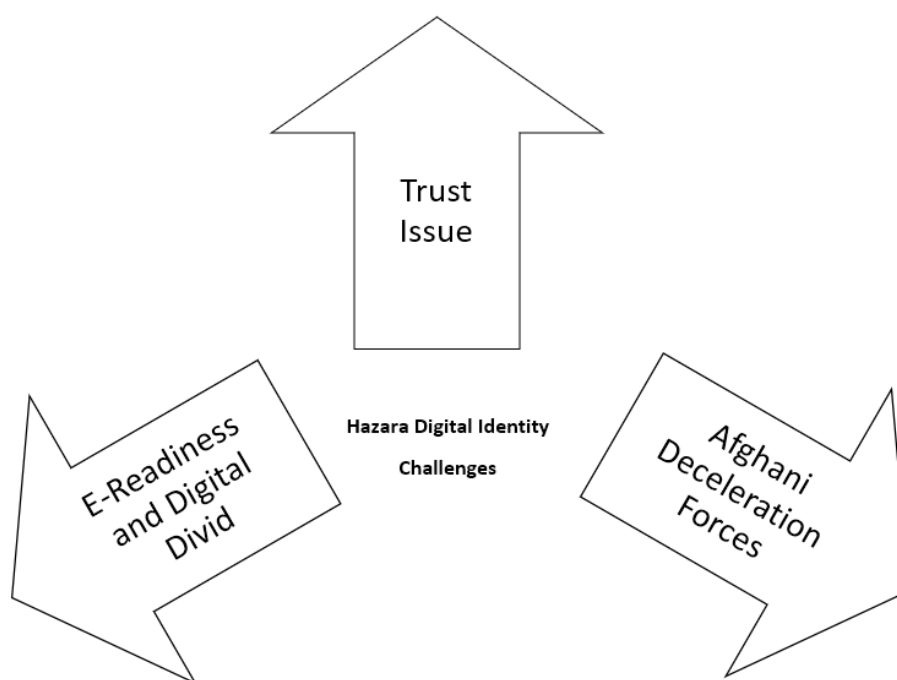 Trust
Issue
Hazara Digital Identity
Challenges
E-Readiness
and Digital
Divid
Afghani
Deceleration
Forces